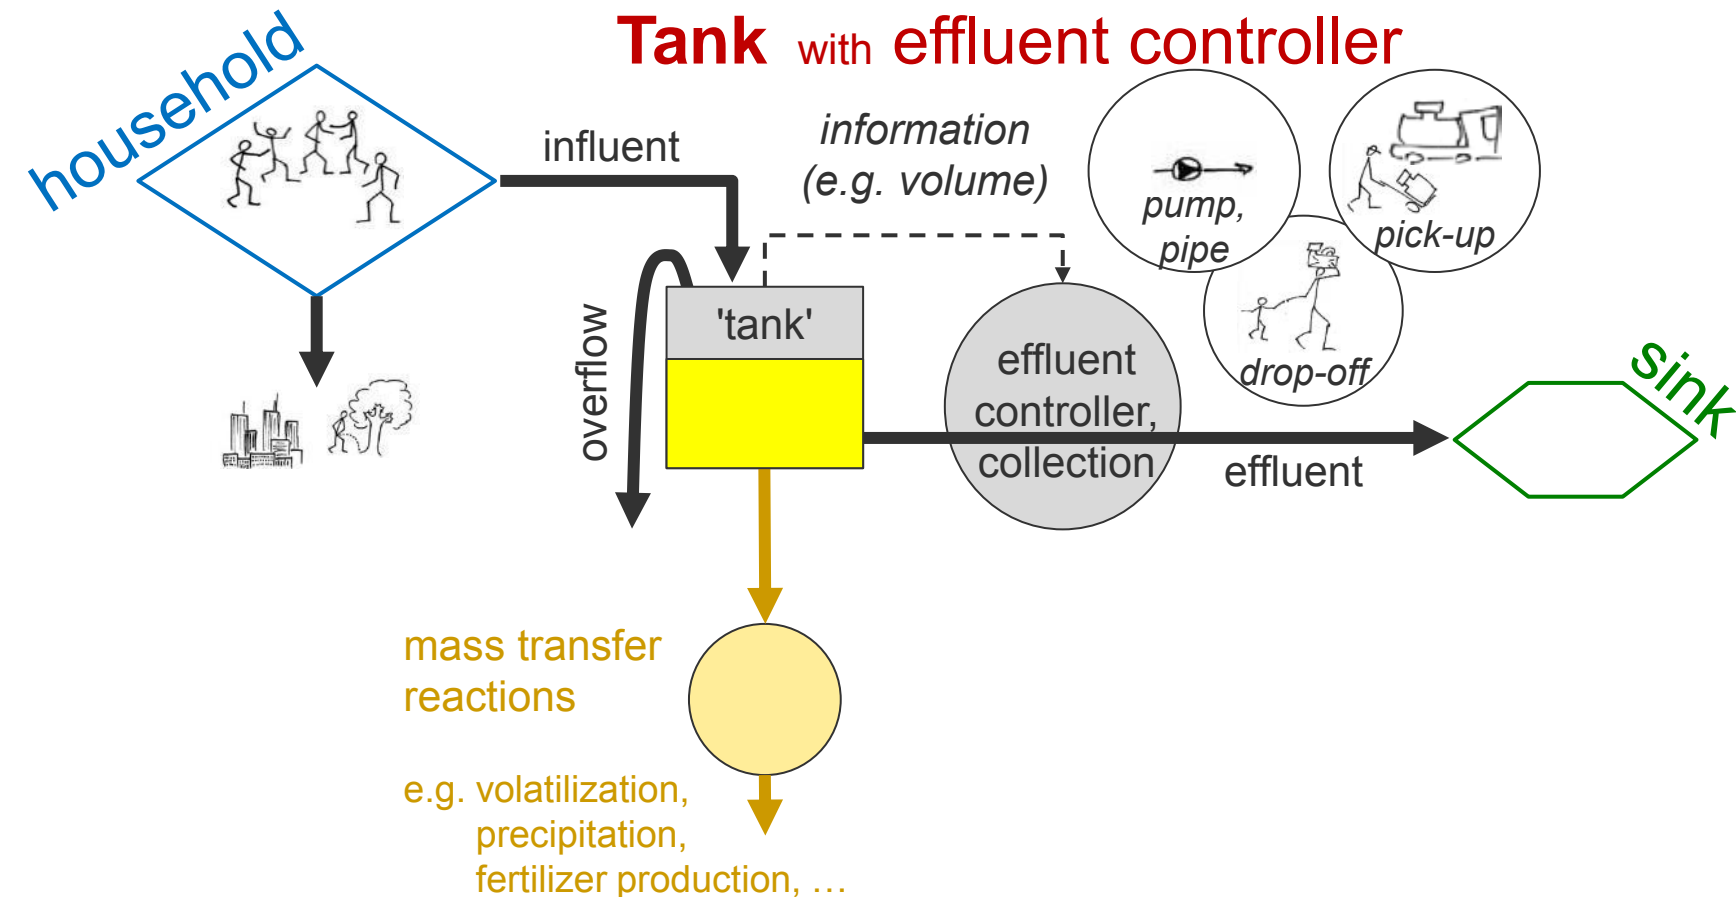 Tank with effluent controller
household
influent
information
(e.g. volume)
pump,
pipe
pick-up
drop-off
overflow
'tank'
effluent
controller,
collection
effluent
sink
mass transfer
reactions
e.g. volatilization,
precipitation,
fertilizer production, …